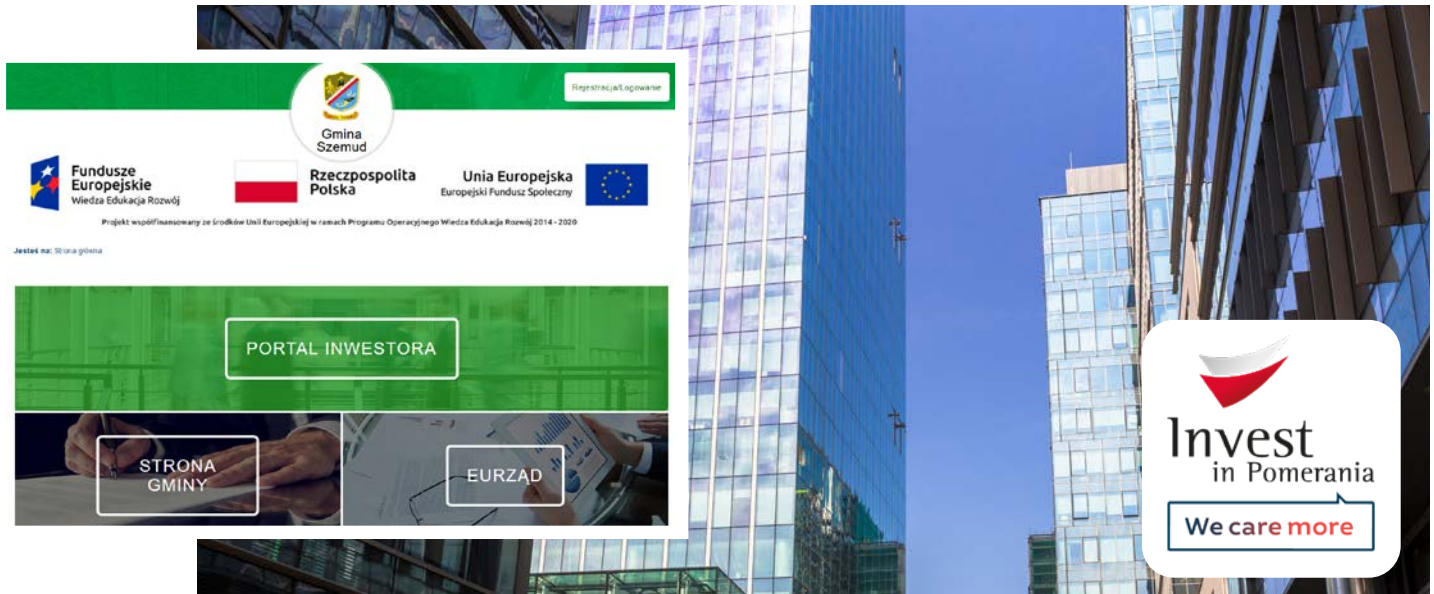 Rejestracja/Logowanie
Gmina
Szemud
Fundusze
Europejskie
Wiedza Edukacja Rozwój
Rzeczpospolita
Polska
Unia Europejska
Europejski Fundusz Społeczny
Projekt współfinansowany ze środków Unii Europejskiej w ramach Programu Operacyjnego Wiedza Edukacja Rozwój 2014 - 2020
Jesteś na: Strona główna
PORTAL INWESTORA
STRONA
GMINY
EURZĄD
Invest
in Pomerania
We care more